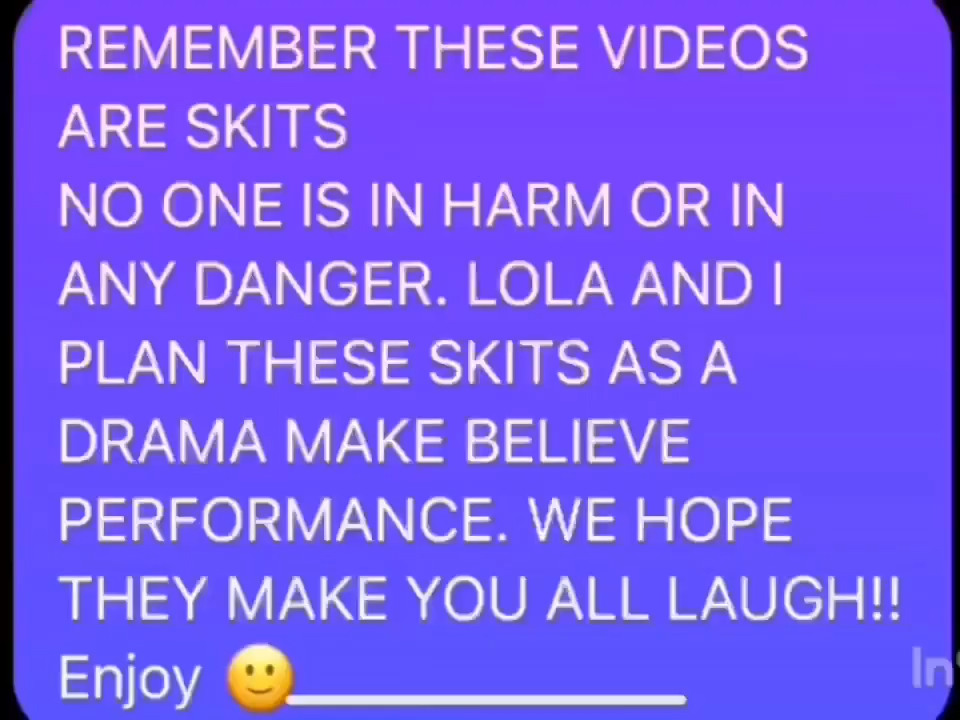 REMEMBER THESE VIDEOS
ARE SKITS
NO ONE IS IN HARM OR IN
ANY DANGER. LOLA AND I
PLAN THESE SKITS AS A
DRAMA MAKE BELIEVE
PERFORMANCE. WE HOPE
THEY MAKE YOU ALL LAUGH!!
Enjoy 🙂